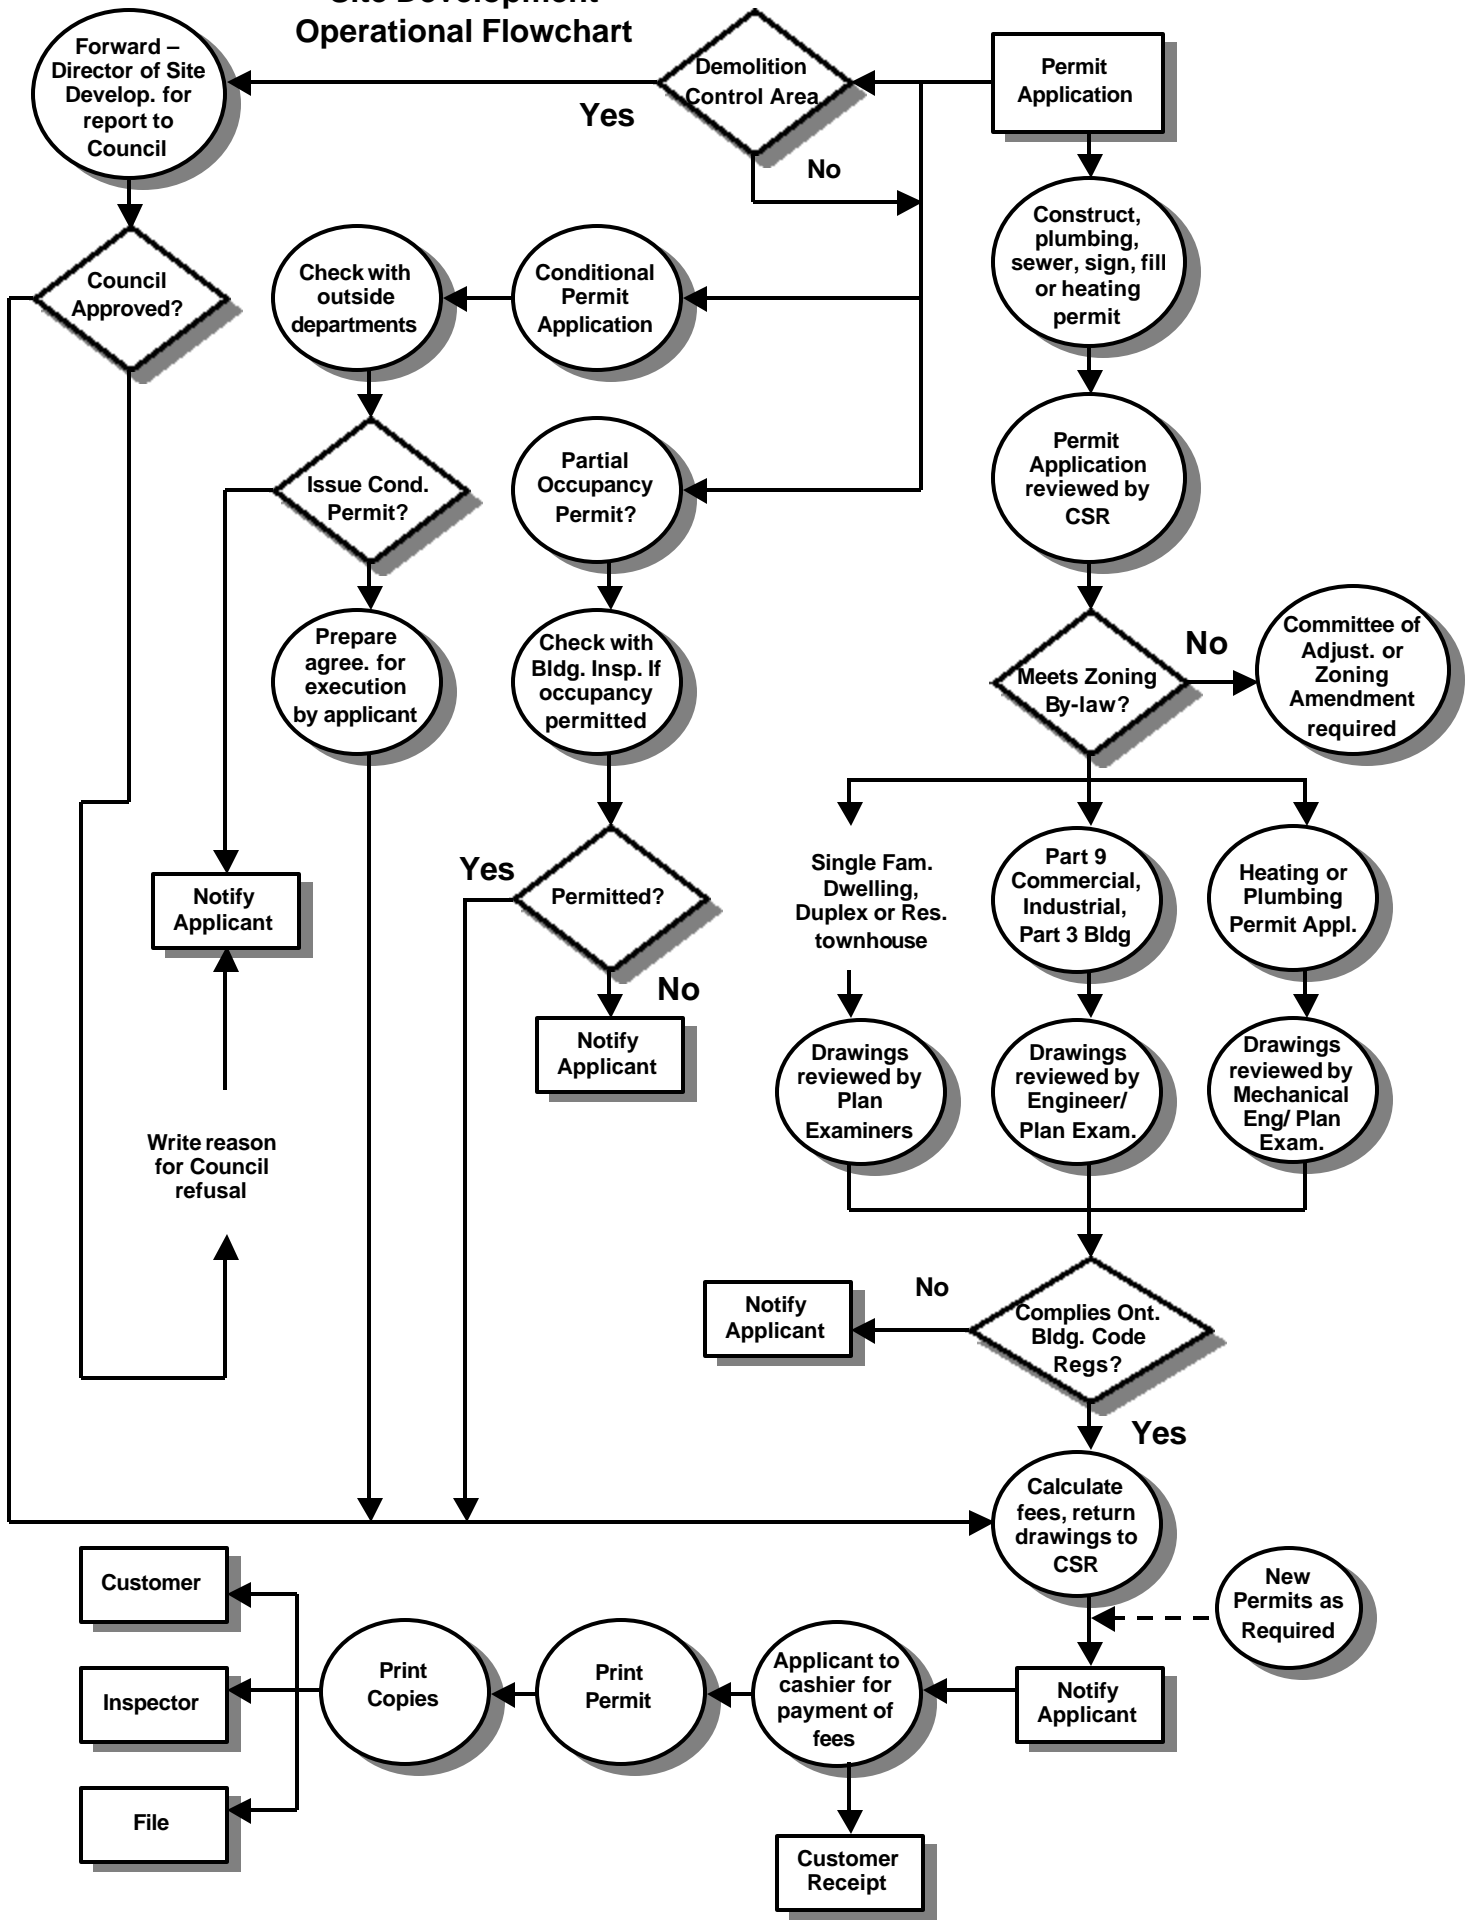 Site Development
Operational Flowchart
Forward –
Director of Site
Develop. for
report to
Council
Demolition
Control Area
Permit
Application
Yes
No
Construct,
plumbing,
sewer, sign, fill
or heating
permit
Council
Approved?
Check with
outside
departments
Conditional
Permit
Application
Permit
Application
reviewed by
CSR
Issue Cond.
Permit?
Partial
Occupancy
Permit?
Prepare
agree. for
execution
by applicant
Check with
Bldg. Insp. If
occupancy
permitted
Meets Zoning
By-law?
No
Committee of
Adjust. or
Zoning
Amendment
required
Notify
Applicant
Yes
Permitted?
No
Notify
Applicant
Single Fam.
Dwelling,
Duplex or Res.
townhouse
Part 9
Commercial,
Industrial,
Part 3 Bldg
Heating or
Plumbing
Permit Appl.
Drawings
reviewed by
Plan
Examiners
Drawings
reviewed by
Engineer/
Plan Exam.
Drawings
reviewed by
Mechanical
Eng/ Plan
Exam.
Write reason
for Council
refusal
Notify
Applicant
No
Complies Ont.
Bldg. Code
Regs?
Yes
Calculate
fees, return
drawings to
CSR
New
Permits as
Required
Customer
Inspector
File
Print
Copies
Print
Permit
Applicant to
cashier for
payment of
fees
Notify
Applicant
Customer
Receipt